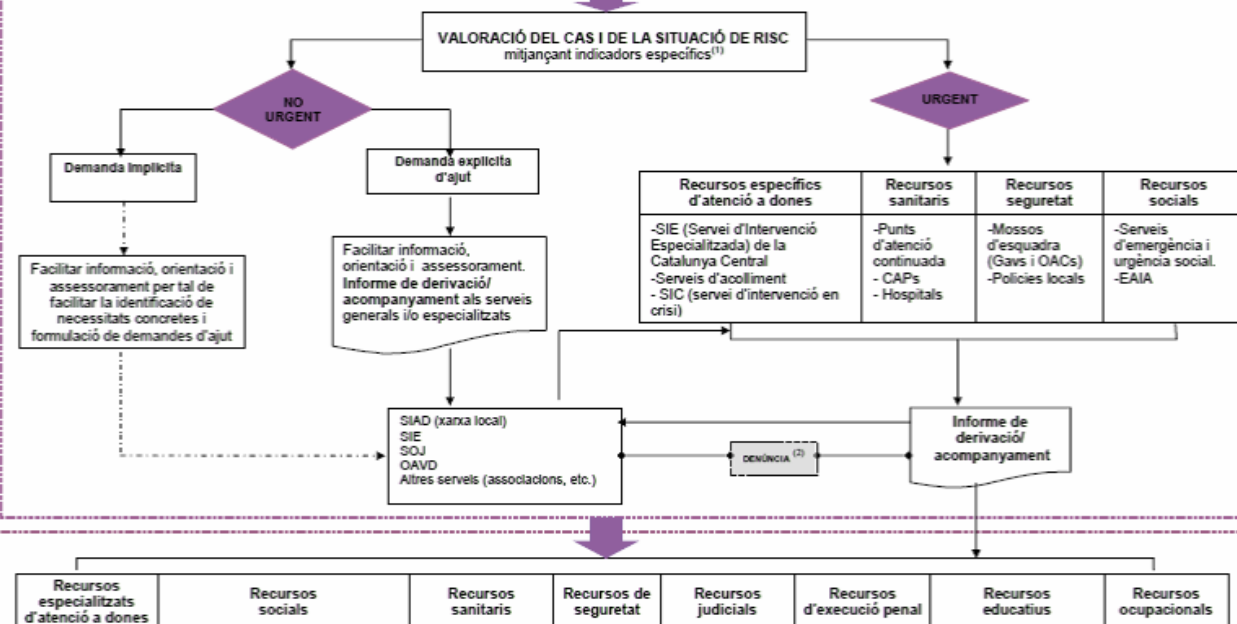 VALORACIÓ DEL CAS I DE LA SITUACIÓ DE RISC
mitjançant indicadors específics(1)
NO
URGENT
URGENT
Demanda implícita
Demanda explícita
d'ajut
Facilitar informació, orientació i
assessorament per tal de
facilitar la identificació de
necessitats concretes i
formulació de demandes d'ajut
Facilitar informació,
orientació i assessorament.
Informe de derivació/
acompanyament als serveis
generals i/o especialitzats
Recursos específics
d'atenció a dones
-SIE (Servei d'Intervenció
Especialitzada) de la
Catalunya Central
-Serveis d'acolliment
- SIC (servei d'intervenció en
crisi)
Recursos
sanitaris
-Punts
d'atenció
continuada
- CAPs
- Hospitals
Recursos
seguretat
-Mossos
d'esquadra
(Gavs i OACs)
-Policies locals
Recursos
socials
-Serveis
d'emergència i
urgència social.
-EAIA
SIAD (xarxa local)
SIE
SOJ
OAVD
Altres serveis (associacions, etc.)
DENÚNCIA (2)
Informe de
derivació/
acompanyament
Recursos
especialitzats
d'atenció a dones
Recursos
socials
Recursos
sanitaris
Recursos de
seguretat
Recursos
judicials
Recursos
d'execució penal
Recursos
educatius
Recursos
ocupacionals